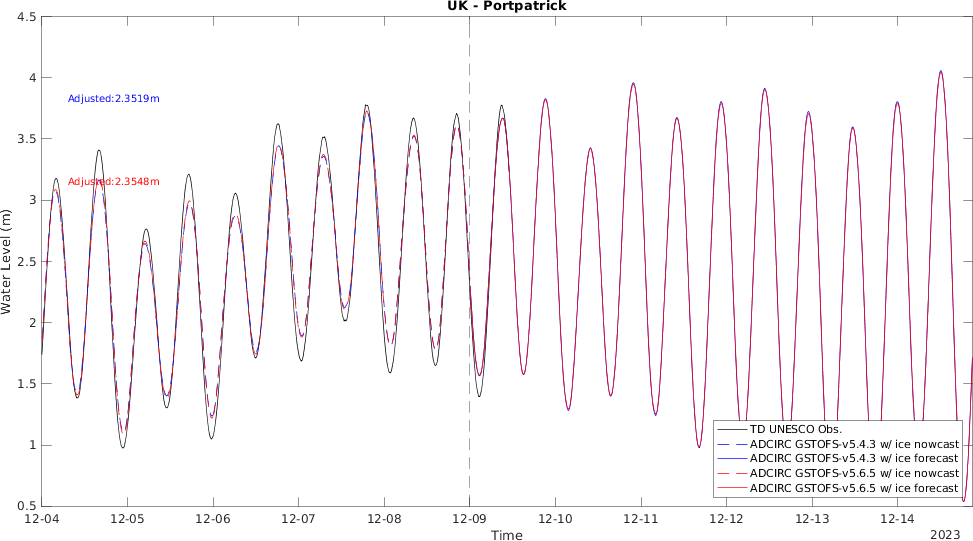 UK - Portpatrick
4.5
4
3.5
3
2.5
2
1.5
1
0.5
Water Level (m)
Adjusted:2.3519m
Adjusted:2.3548m
TD UNESCO Obs.
ADCIRC GSTOFS-v5.4.3 w/ ice nowcast
ADCIRC GSTOFS-v5.4.3 w/ ice forecast
ADCIRC GSTOFS-v5.6.5 w/ ice nowcast
ADCIRC GSTOFS-v5.6.5 w/ ice forecast
12-04 12-05 12-06 12-07 12-08 12-09 12-10 12-11 12-12 12-13 12-14
Time
2023